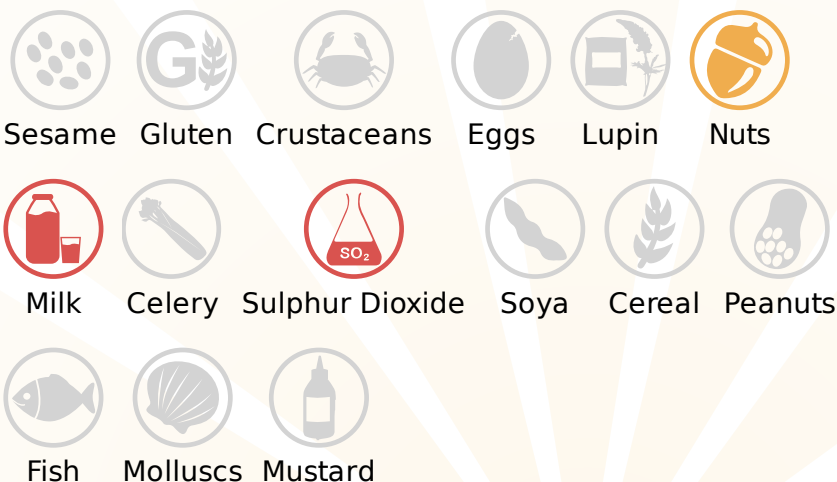 G
Sesame Gluten Crustaceans Eggs Lupin Nuts
SO₂
Milk Celery Sulphur Dioxide Soya Cereal Peanuts
Fish Molluscs Mustard